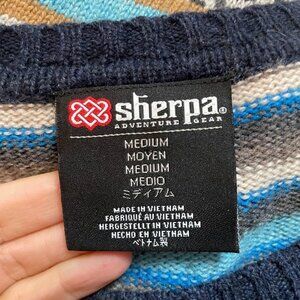 sherpa®
ADVENTURE GEAR
MEDIUM
MOYEN
MEDIUM
MEDIO
ミディアム
MADE IN VIETNAM
FABRIQUÉ AU VIETNAM
HERGESTELLT IN VIETNAM
HECHO EN VIETNAM
ベトナム製